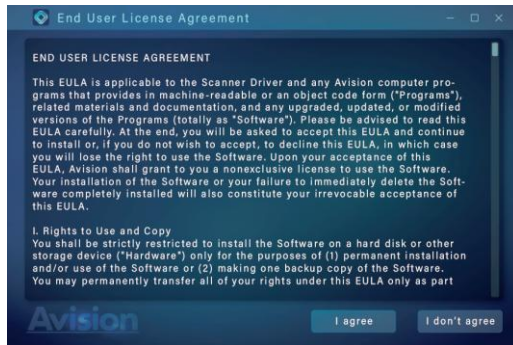 End User License Agreement
END USER LICENSE AGREEMENT
This EULA is applicable to the Scanner Driver and any Avision computer pro-
grams that provides in machine-readable or an object code form ("Programs"),
related materials and documentation, and any upgraded, updated, or modified
versions of the Programs (totally as "Software"). Please be advised to read this
EULA carefully. At the end, you will be asked to accept this EULA and continue
to install or, if you do not wish to accept, to decline this EULA, in which case
you will lose the right to use the Software. Upon your acceptance of this
EULA, Avision shall grant to you a nonexclusive license to use the Software.
Your installation of the Software or your failure to immediately delete the Soft-
ware completely installed will also constitute your irrevocable acceptance of
this EULA.
I. Rights to Use and Copy
You shall be strictly restricted to install the Software on a hard disk or other
storage device ("Hardware") only for the purposes of (1) permanent installation
and/or use of the Software or (2) making one backup copy of the Software.
You may permanently transfer all of your rights under this EULA only as part
Avision
I agree
I don't agree